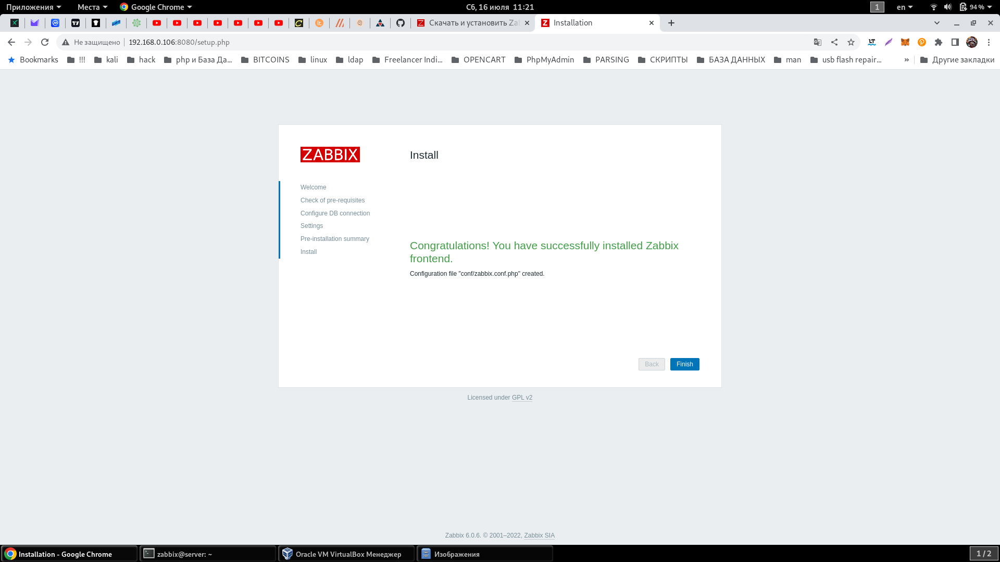 Приложения
Места
Google Chrome
Сб, 16 июля 11:21
1
en
94 %
Скачать и установить Zab
Installation
Не защищено
192.168.0.106:8080/setup.php
Bookmarks
!!!
kali
hack
php и База Да...
BITCOINS
linux
ldap
Freelancer Indi...
OPENCART
PhpMyAdmin
PARSING
СКРИПТЫ
БАЗА ДАННЫХ
man
usb flash repair...
»
Другие закладки
ZABBIX
Install
Welcome
Check of pre-requisites
Configure DB connection
Settings
Pre-installation summary
Install
Congratulations! You have successfully installed Zabbix
frontend.
Configuration file "conf/zabbix.conf.php" created.
Back
Finish
Licensed under GPL v2
Zabbix 6.0.6. © 2001–2022, Zabbix SIA
Installation - Google Chrome
zabbix@server: ~
Oracle VM VirtualBox Менеджер
Изображения
1 / 2